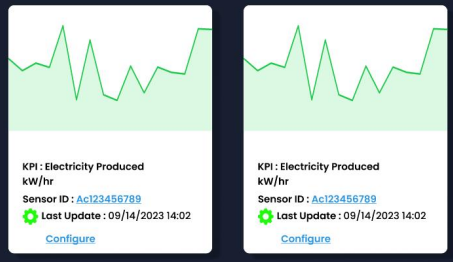 KPI : Electricity Produced
kW/hr
Sensor ID : Ac123456789
Last Update : 09/14/2023 14:02
Configure
KPI : Electricity Produced
kW/hr
Sensor ID : Ac123456789
Last Update : 09/14/2023 14:02
Configure